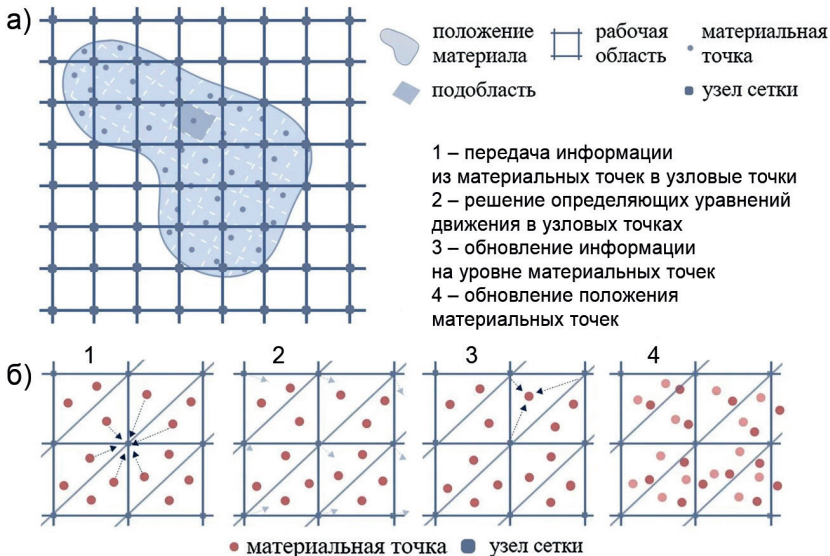 а)
положение
материала
рабочая
область
материальная
точка
подобласть
узел сетки
1 – передача информации
из материальных точек в узловые точки
2 – решение определяющих уравнений
движения в узловых точках
3 – обновление информации
на уровне материальных точек
4 – обновление положения
материальных точек
б)
1
2
3
4
материальная точка
узел сетки